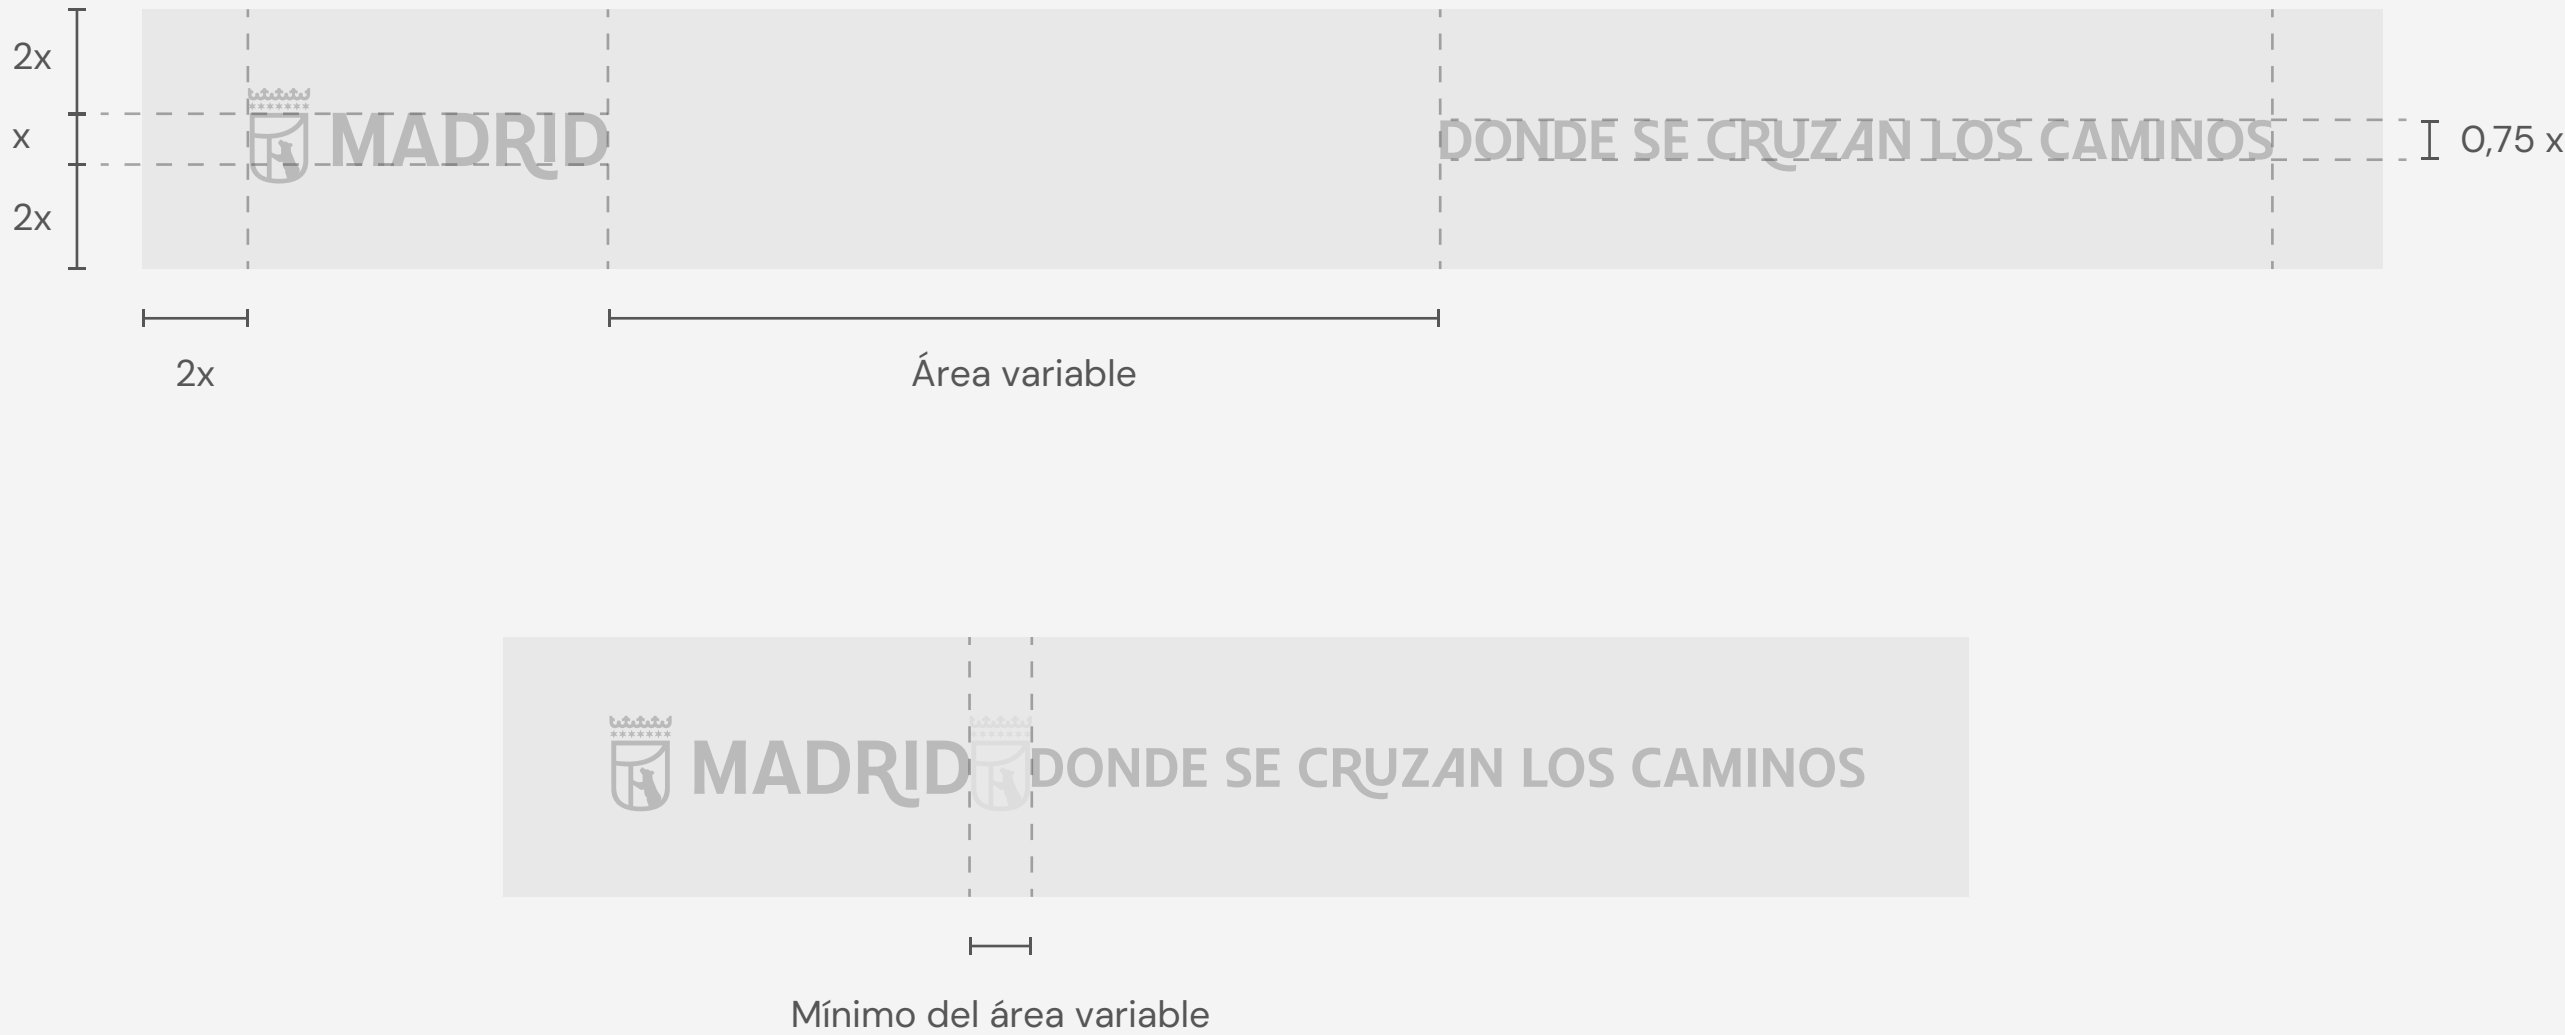 2x
x
2x
MADRID
DONDE SE CRUZAN LOS CAMINOS
0,75 x
2x
Área variable
MADRID
DONDE SE CRUZAN LOS CAMINOS
Mínimo del área variable